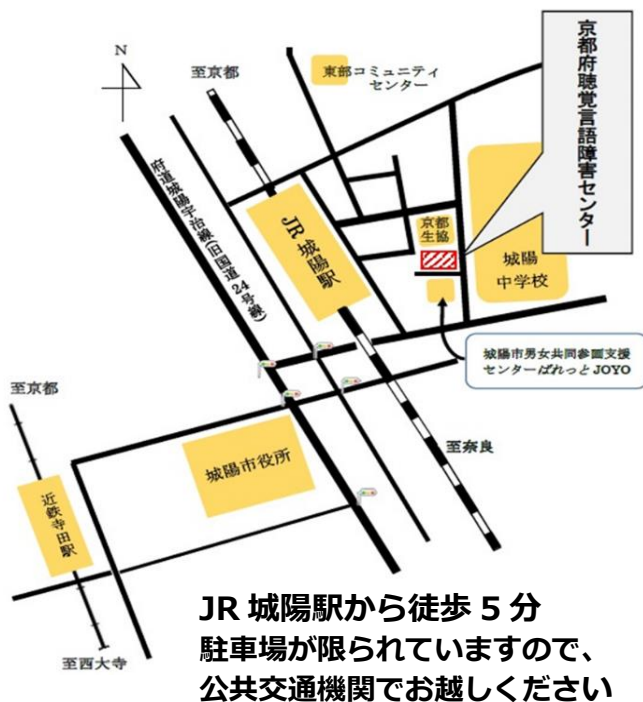 N
至京都
東部コミュニティ
センター
京都府聴覚言語障害センター
府道城陽宇治線(旧国道24号線)
JR 城陽駅
京都
生協
城陽
中学校
城陽市男女共同参画支援
センターぱれっとJOYO
至京都
至奈良
城陽市役所
近鉄寺田駅
至西大寺
JR 城陽駅から徒歩 5 分
駐車場が限られていますので、
公共交通機関でお越しください